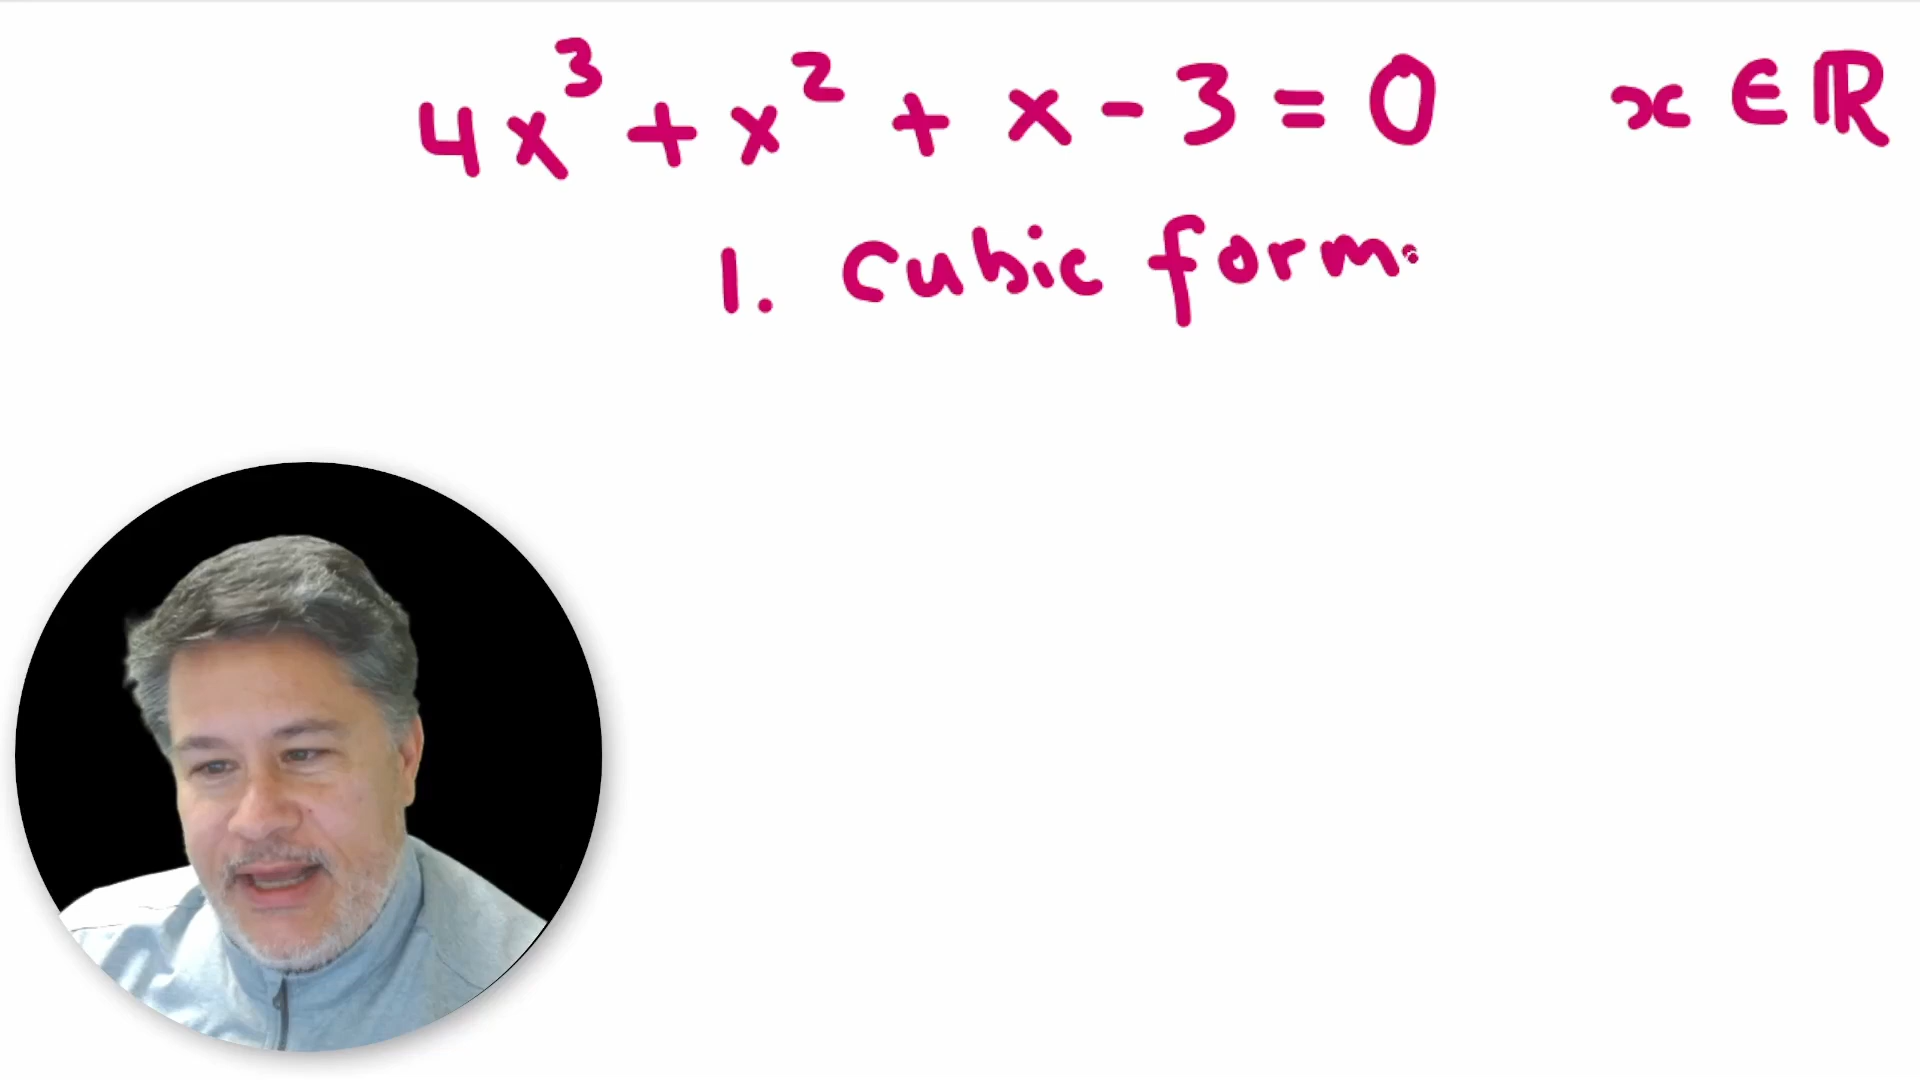 4x³ + x² + x - 3 = 0 x ∈ ℝ
1. Cubic form